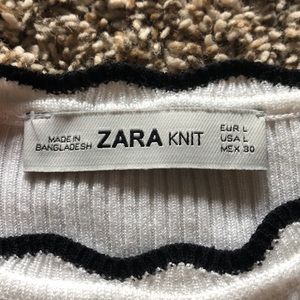 MADE IN
BANGLADESH
ZARA KNIT
EUR L
USA L
MEX 30